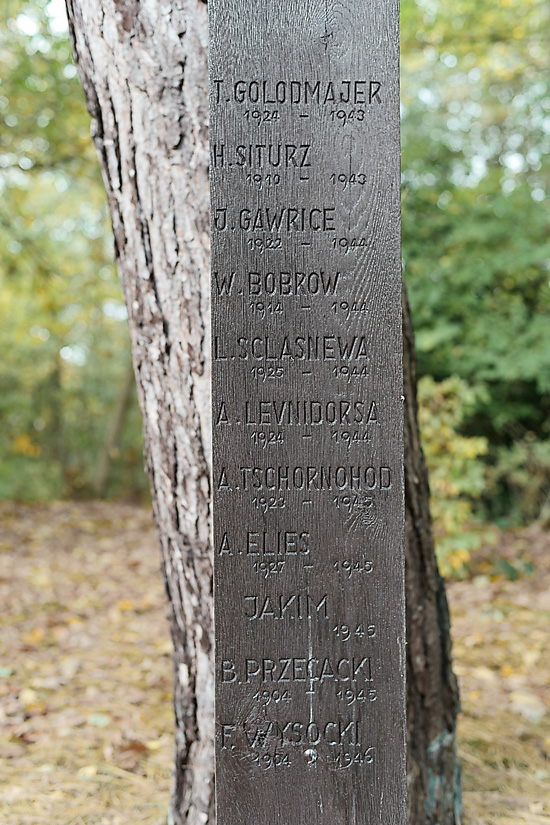 T. GOLODMAJER
1924 – 1943
H. SITURZ
1910 – 1943
J. GAWRICE
1922 – 1944
W. BOBROW
1914 – 1944
L. SCLASNEWA
1925 – 1944
A. LEVNIDORSA
1924 – 1944
A. TSCHORNOHOD
1923 – 1945
A. ELIES
1927 – 1945
JAKIM
1945
B. PRZECACKI
1904 – 1945
F. WYSOCKI
1904 – 1946